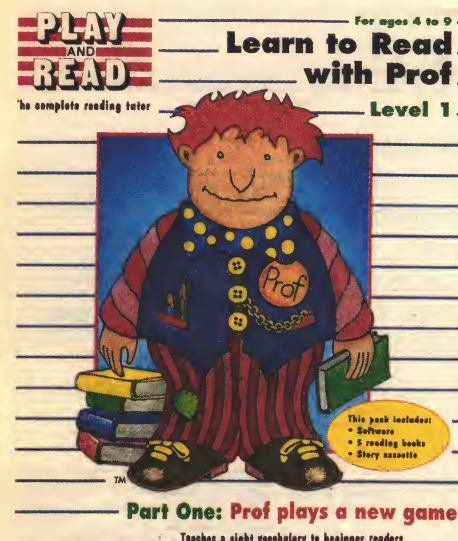 PLAY
AND
READ
he complete reading tutor
For ages 4 to 9
Learn to Read
with Prof
Level 1
Prof
This pack includes:
• Software
• 5 reading books
• Story cassette
TM
Part One: Prof plays a new game
Teaches a sight vocabulary to beginner readers